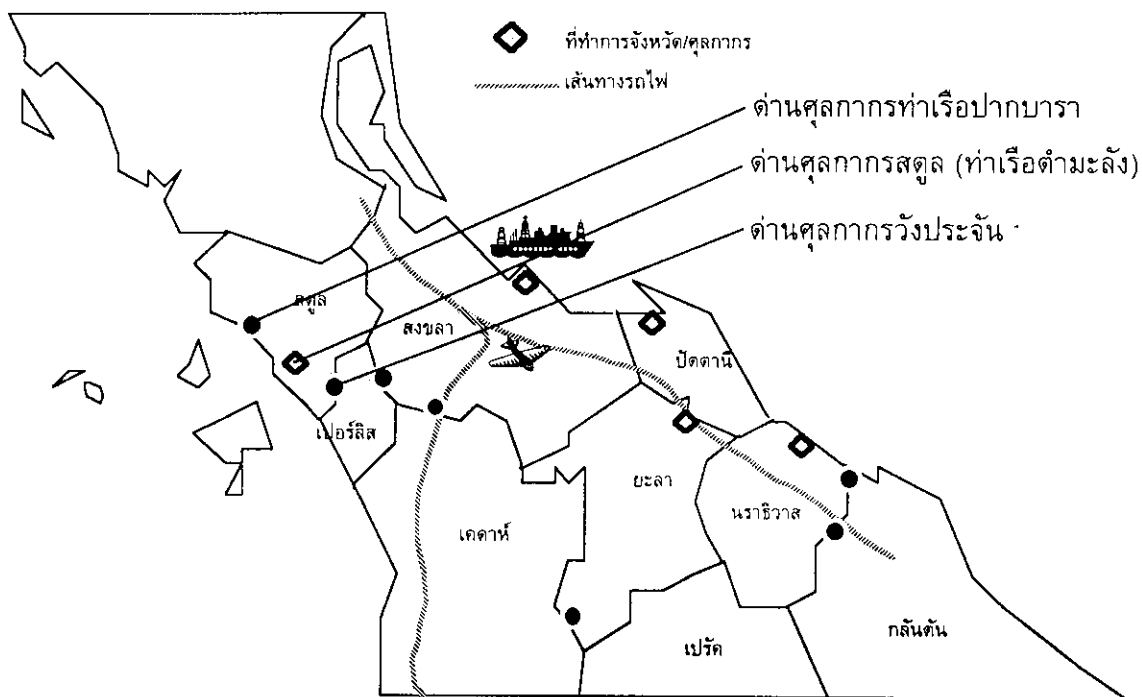 ที่ทำการจังหวัด/ศุลกากร
เส้นทางรถไฟ
ด่านศุลกากรท่าเรือปากบารา
ด่านศุลกากรสตูล (ท่าเรือตำมะลัง)
ด่านศุลกากรวังประจัน
สตูล
สงขลา
ปัตตานี
เปอร์ลิส
ยะลา
นราธิวาส
เคดาห์
กลันตัน
เปรัค